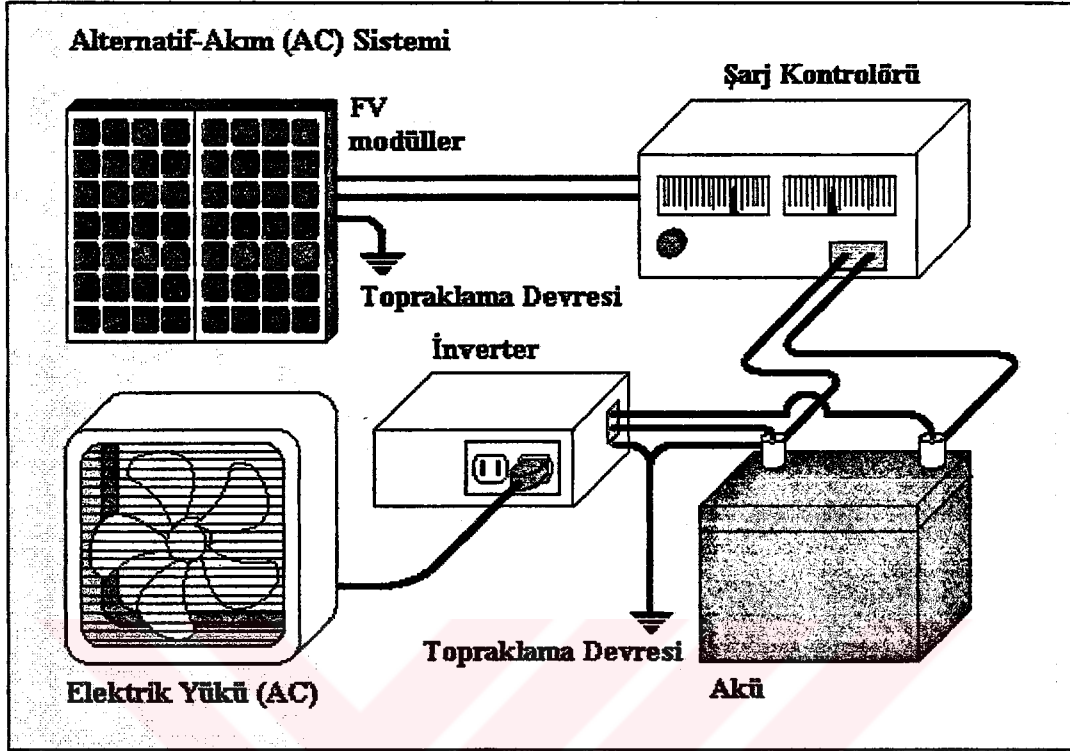 Alternatif-Akım (AC) Sistemi
Şarj Kontrolörü
FV
modüller
Topraklama Devresi
İnverter
Topraklama Devresi
Elektrik Yükü (AC)
Akü